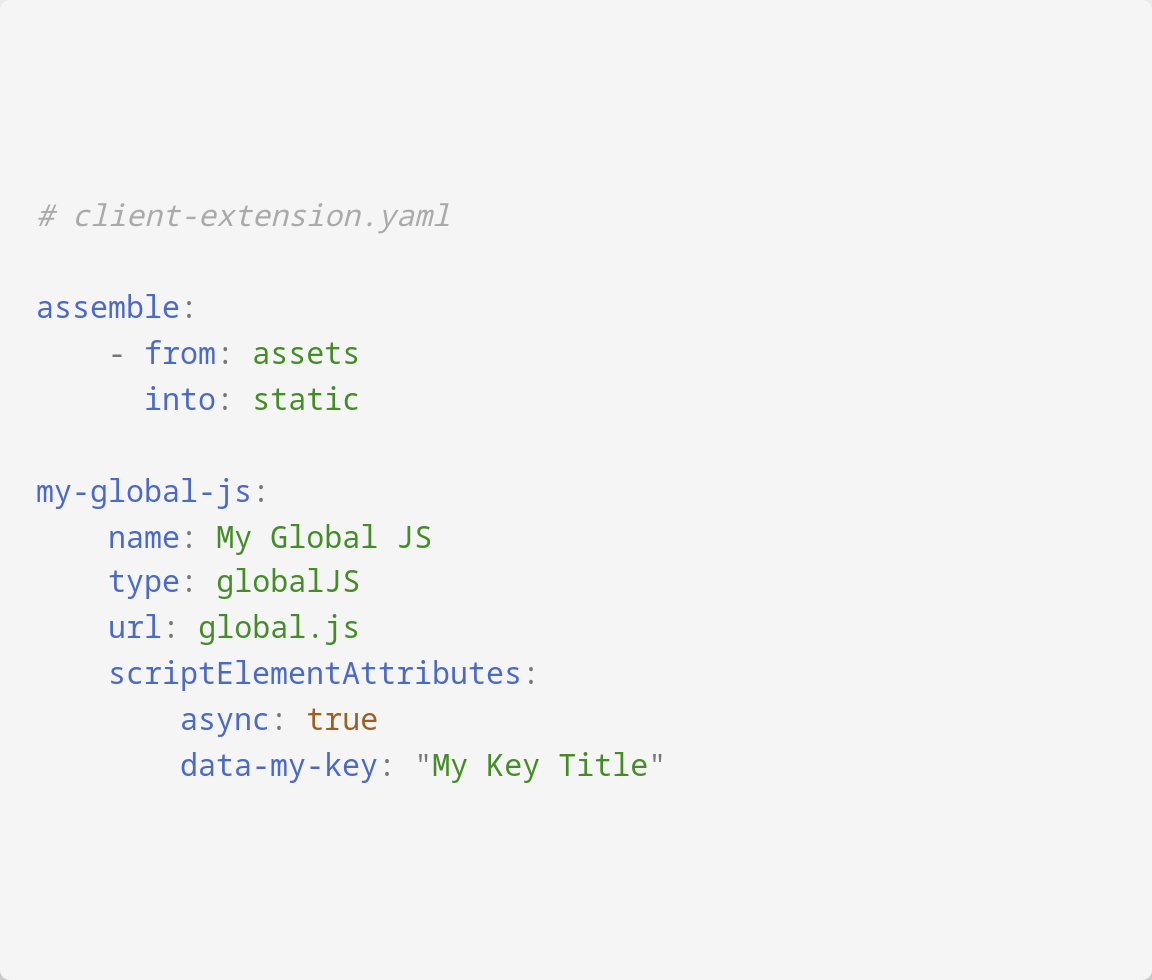 # client-extension.yaml

assemble:
    - from: assets
      into: static

my-global-js:
    name: My Global JS
    type: globalJS
    url: global.js
    scriptElementAttributes:
        async: true
        data-my-key: "My Key Title"